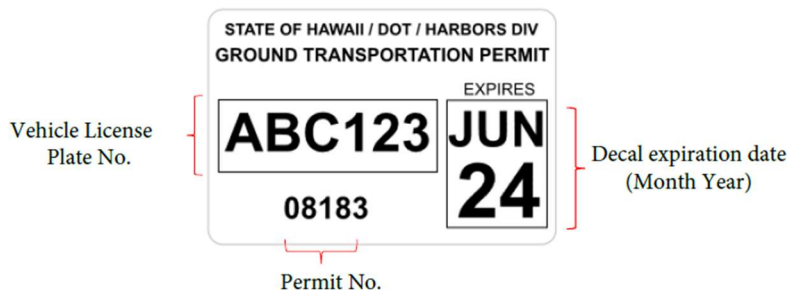 STATE OF HAWAII / DOT / HARBORS DIV
GROUND TRANSPORTATION PERMIT
EXPIRES
Vehicle License
Plate No.
ABC123
JUN
24
Decal expiration date
(Month Year)
08183
Permit No.